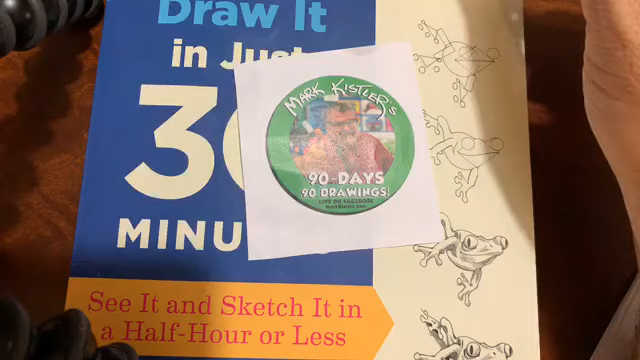 Draw It
in Just
30
MINU
MARK KISTLER'S
90-DAYS
90 DRAWINGS!
LIVE ON FACEBOOK
See It and Sketch It in
a Half-Hour or Less